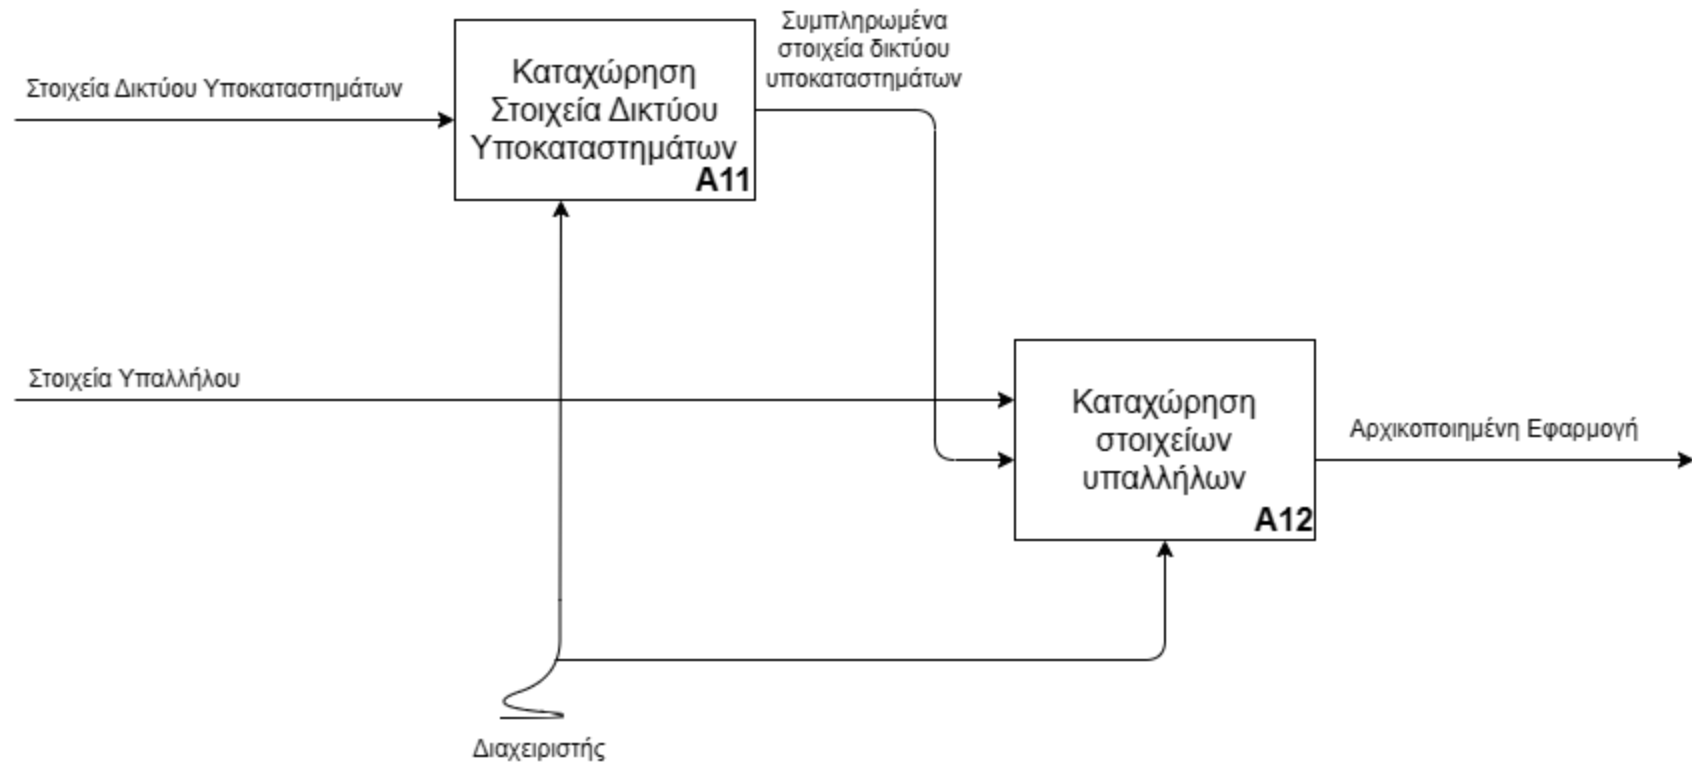 Συμπληρωμένα
στοιχεία δικτύου
υποκαταστημάτων
Στοιχεία Δικτύου Υποκαταστημάτων
Καταχώρηση
Στοιχεία Δικτύου
Υποκαταστημάτων
A11
Στοιχεία Υπαλλήλου
Καταχώρηση
στοιχείων
υπαλλήλων
A12
Αρχικοποιημένη Εφαρμογή
Διαχειριστής